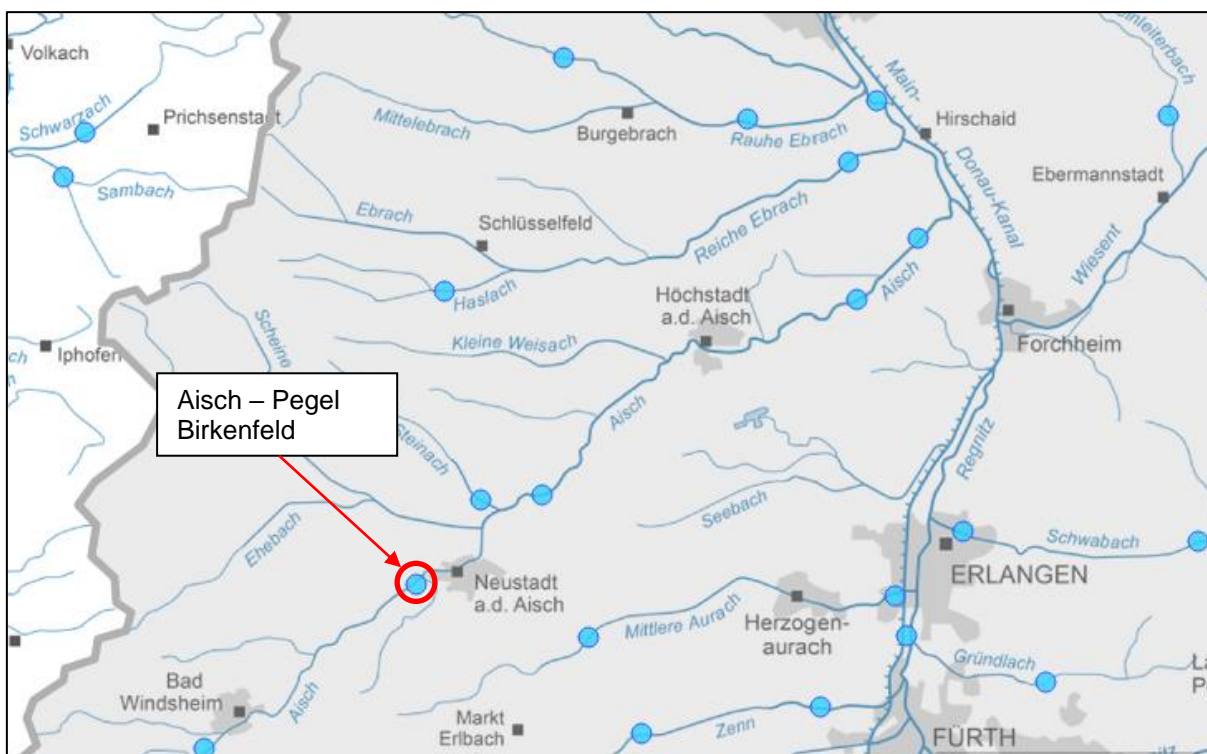 Volkach
Schwarzach
Prichsenstadt
Sambach
Mittelebrach
Burgebrach
Rauhe Ebrach
Main-
Donau-Kanal
Hirschaid
Ebermannstadt
Ebrach
Schlüsselfeld
Reiche Ebrach
Haslach
Aisch
Wiesent
Höchstadt
a.d. Aisch
Forchheim
Scheine
Kleine Weisach
Iphofen
Aisch – Pegel
Birkenfeld
Steinach
Aisch
Regnitz
Seebach
Ehebach
Schwabach
ERLANGEN
Neustadt
a.d. Aisch
Mittlere Aurach
Herzogen-
aurach
Gründlach
Bad
Windsheim
Aisch
Markt
Erlbach
Zenn
FÜRTH